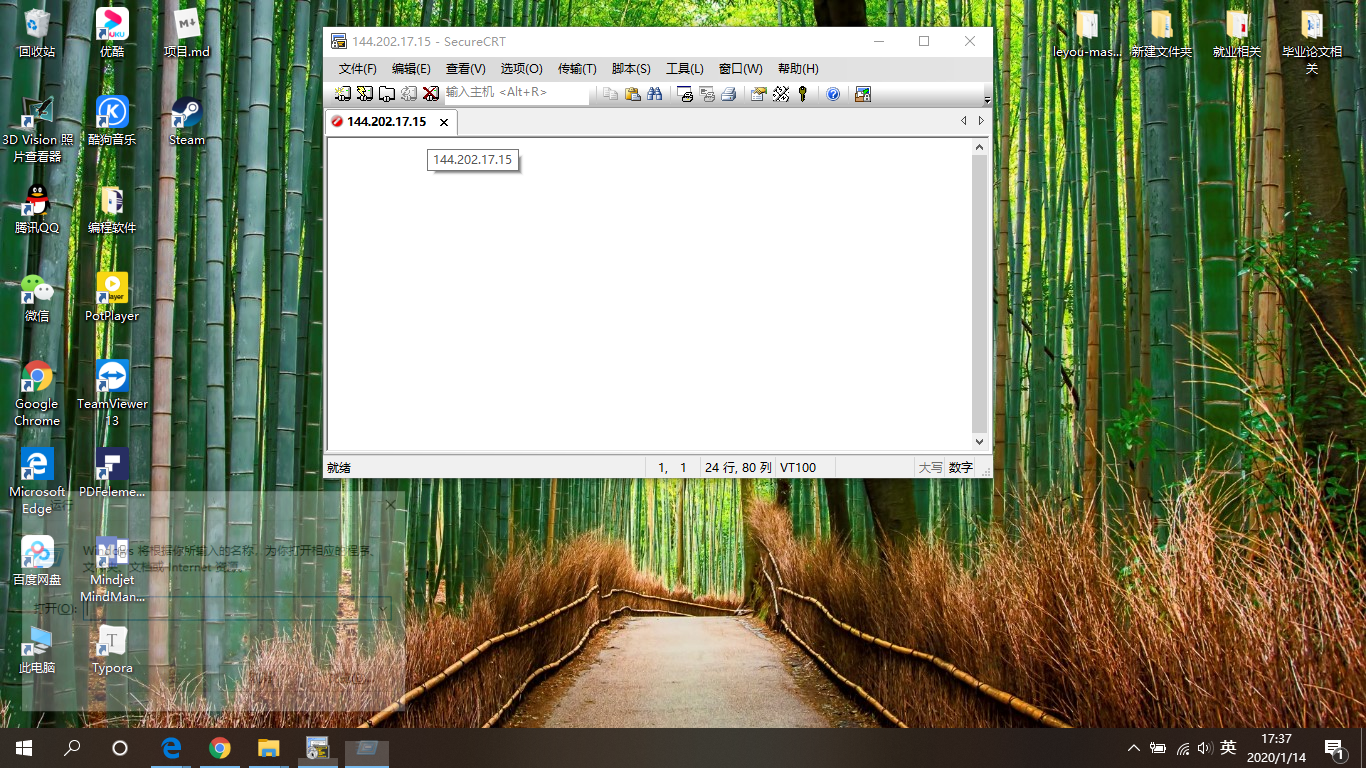 回收站
优酷
项目.md
3D Vision 照
片查看器
酷狗音乐
Steam
腾讯QQ
编程软件
微信
PotPlayer
Google
Chrome
TeamViewer
13
Microsoft
Edge
PDFeleme...
百度网盘
Mindjet
MindMan...
此电脑
Typora
144.202.17.15 - SecureCRT
文件(F) 编辑(E) 查看(V) 选项(O) 传输(T) 脚本(S) 工具(L) 窗口(W) 帮助(H)
输入主机 <Alt+R>
144.202.17.15
144.202.17.15
就绪 1, 1 24 行, 80 列 VT100 大写 数字
leyou-mas...
新建文件夹
就业相关
毕业论文相
关
运行
Windows 将根据你所输入的名称，为你打开相应的程序、
文件夹、文档或 Internet 资源。
打开(O):
英
17:37
2020/1/14
1